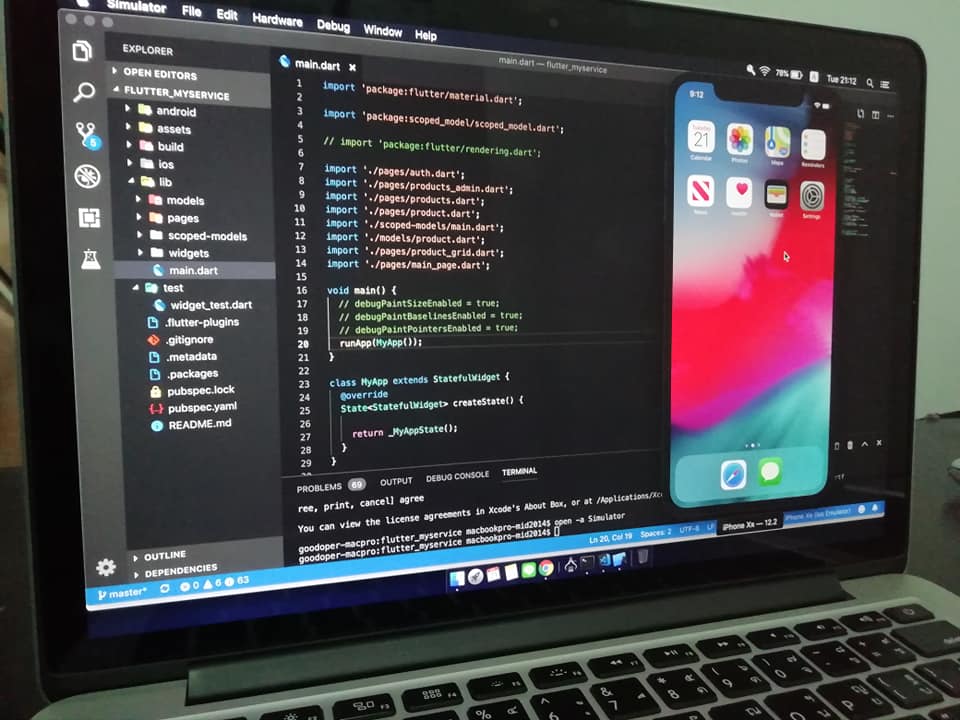 Simulator File Edit Hardware Debug Window Help
78% Tue 21:12
main.dart — flutter_myservice
EXPLORER
OPEN EDITORS
FLUTTER_MYSERVICE
android
assets
build
ios
lib
models
pages
scoped-models
widgets
main.dart
test
widget_test.dart
.flutter-plugins
.gitignore
.metadata
.packages
pubspec.lock
pubspec.yaml
README.md
OUTLINE
DEPENDENCIES
5
main.dart
1 import 'package:flutter/material.dart';
2
3 import 'package:scoped_model/scoped_model.dart';
4
5 // import 'package:flutter/rendering.dart';
6
7 import './pages/auth.dart';
8 import './pages/products_admin.dart';
9 import './pages/products.dart';
10 import './pages/product.dart';
11 import './scoped-models/main.dart';
12 import './models/product.dart';
13 import './pages/product_grid.dart';
14 import './pages/main_page.dart';
15
16 void main() {
17 // debugPaintSizeEnabled = true;
18 // debugPaintBaselinesEnabled = true;
19 // debugPaintPointersEnabled = true;
20 runApp(MyApp());
21 }
22
23 class MyApp extends StatefulWidget {
24 @override
25 State<StatefulWidget> createState() {
26
27 return _MyAppState();
28 }
29 }
PROBLEMS 69 OUTPUT DEBUG CONSOLE TERMINAL
ree, print, cancel] agree
You can view the license agreements in Xcode's About Box, or at /Applications/Xc
goodoper-macpro:flutter_myservice macbookpro-mid2014$ open -a Simulator
goodoper-macpro:flutter_myservice macbookpro-mid2014$
master* 0 6 63
Ln 20, Col 19 Spaces: 2 UTF-8 LF
iPhone Xs — 12.2
9:12
Tuesday
21
Calendar Photos Maps Reminders
News Health Wallet Settings